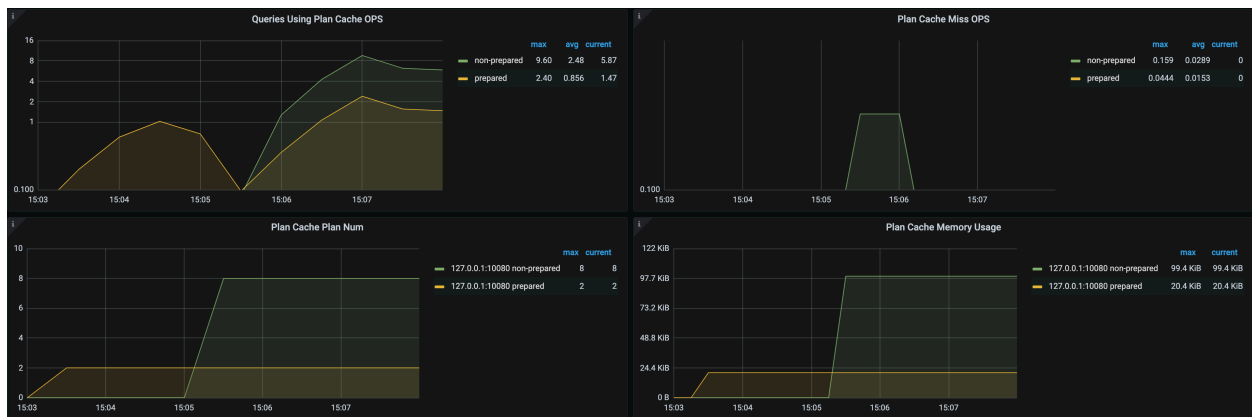 Queries Using Plan Cache OPS
max avg current
16
8
4
2
1
0.100
15:03 15:04 15:05 15:06 15:07
non-prepared 9.60 2.48 5.87
prepared 2.40 0.856 1.47
Plan Cache Miss OPS
max avg current
0.100
15:03 15:04 15:05 15:06 15:07
non-prepared 0.159 0.0289 0
prepared 0.0444 0.0153 0
Plan Cache Plan Num
max current
10
8
6
4
2
0
15:03 15:04 15:05 15:06 15:07
127.0.0.1:10080 non-prepared 8 8
127.0.0.1:10080 prepared 2 2
Plan Cache Memory Usage
max current
122 KiB
97.7 KiB
73.2 KiB
48.8 KiB
24.4 KiB
0 B
15:03 15:04 15:05 15:06 15:07
127.0.0.1:10080 non-prepared 99.4 KiB 99.4 KiB
127.0.0.1:10080 prepared 20.4 KiB 20.4 KiB